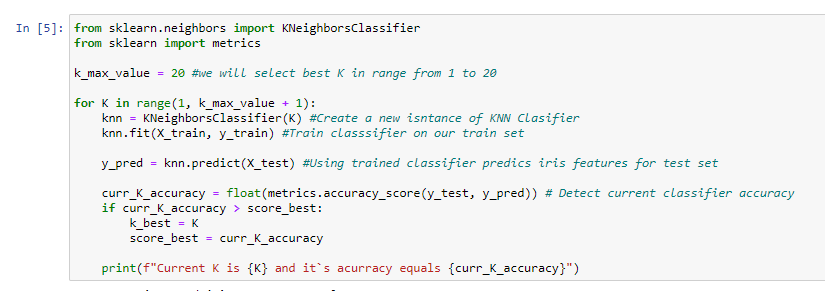 In [5]: from sklearn.neighbors import KNeighborsClassifier
from sklearn import metrics
k_max_value = 20 #we will select best K in range from 1 to 20
for K in range(1, k_max_value + 1):
knn = KNeighborsClassifier(K) #Create a new isntance of KNN Clasifier
knn.fit(X_train, y_train) #Train classsifier on our train set
y_pred = knn.predict(X_test) #Using trained classifier predics iris features for test set
curr_K_accuracy = float(metrics.accuracy_score(y_test, y_pred)) # Detect current classifier accuracy
if curr_K_accuracy > score_best:
k_best = K
score_best = curr_K_accuracy
print(f"Current K is {K} and it`s acurracy equals {curr_K_accuracy}")